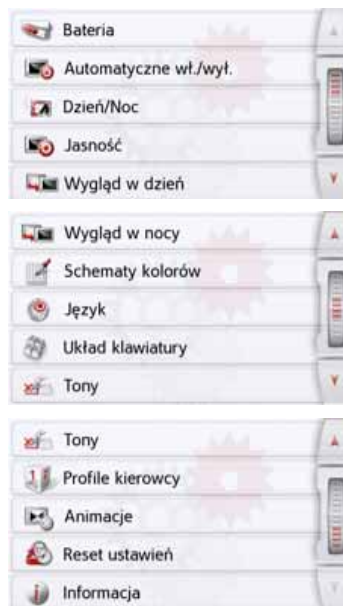 Bateria
Automatyczne wł./wył.
Dzień/Noc
Jasność
Wygląd w dzień
Wygląd w nocy
Schematy kolorów
Język
Układ klawiatury
Tony
Tony
Profile kierowcy
Animacje
Reset ustawień
Informacja